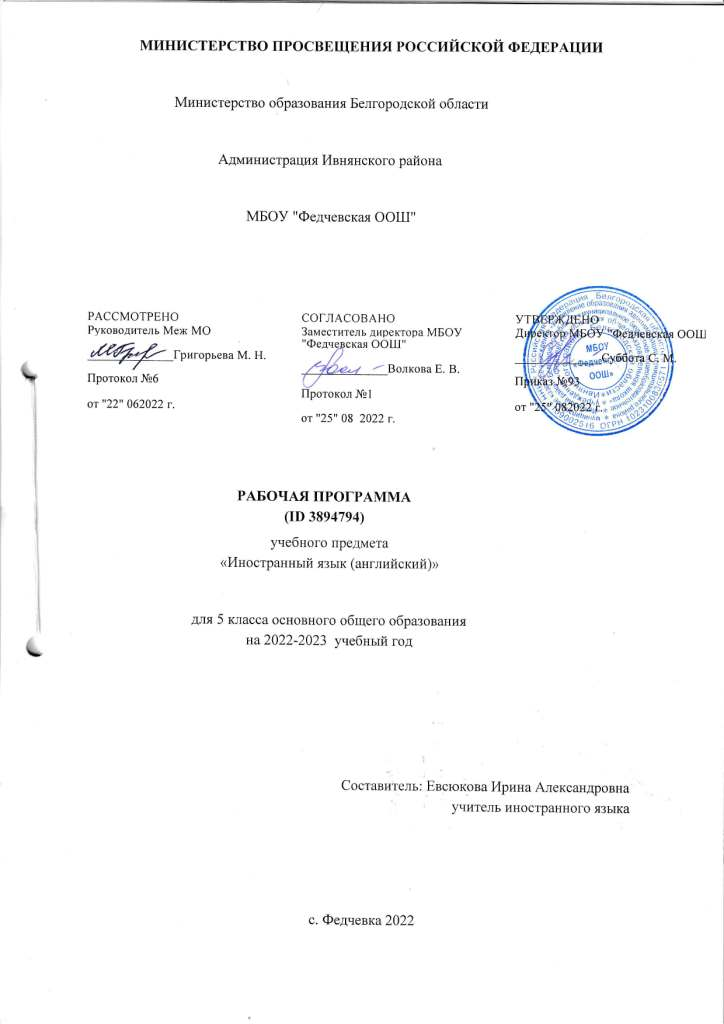 МИНИСТЕРСТВО ПРОСВЕЩЕНИЯ РОССИЙСКОЙ ФЕДЕРАЦИИ
Министерство образования Белгородской области
Администрация Ивнянского района
МБОУ "Федчевская ООШ"
РАССМОТРЕНО
Руководитель Меж МО
Григорьева М. Н.
Протокол №6
от "22" 062022 г.
СОГЛАСОВАНО
Заместитель директора МБОУ
"Федчевская ООШ"
Волкова Е. В.
Протокол №1
от "25" 08 2022 г.
УТВЕРЖДЕНО
Директор МБОУ "Федчевская ООШ
Суббота С. М.
Приказ №93
от "25" 082022 г.
МБОУ
ООШ»
РАБОЧАЯ ПРОГРАММА
(ID 3894794)
учебного предмета
«Иностранный язык (английский)»
для 5 класса основного общего образования
на 2022-2023 учебный год
Составитель: Евсюкова Ирина Александровна
учитель иностранного языка
с. Федчевка 2022